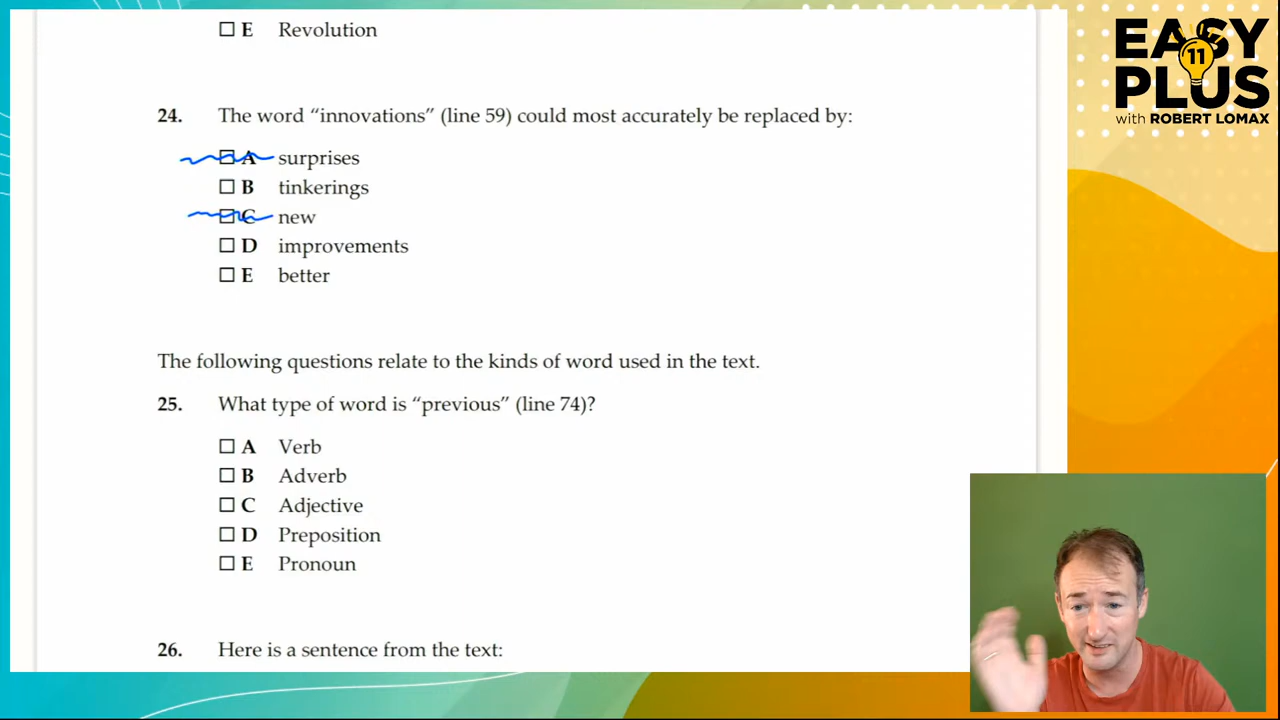 ☐ E Revolution
EASY
11
PLUS
with ROBERT LOMAX
24. The word “innovations” (line 59) could most accurately be replaced by:
☐ A surprises
☐ B tinkerings
☐ C new
☐ D improvements
☐ E better
The following questions relate to the kinds of word used in the text.
25. What type of word is “previous” (line 74)?
☐ A Verb
☐ B Adverb
☐ C Adjective
☐ D Preposition
☐ E Pronoun
26. Here is a sentence from the text: